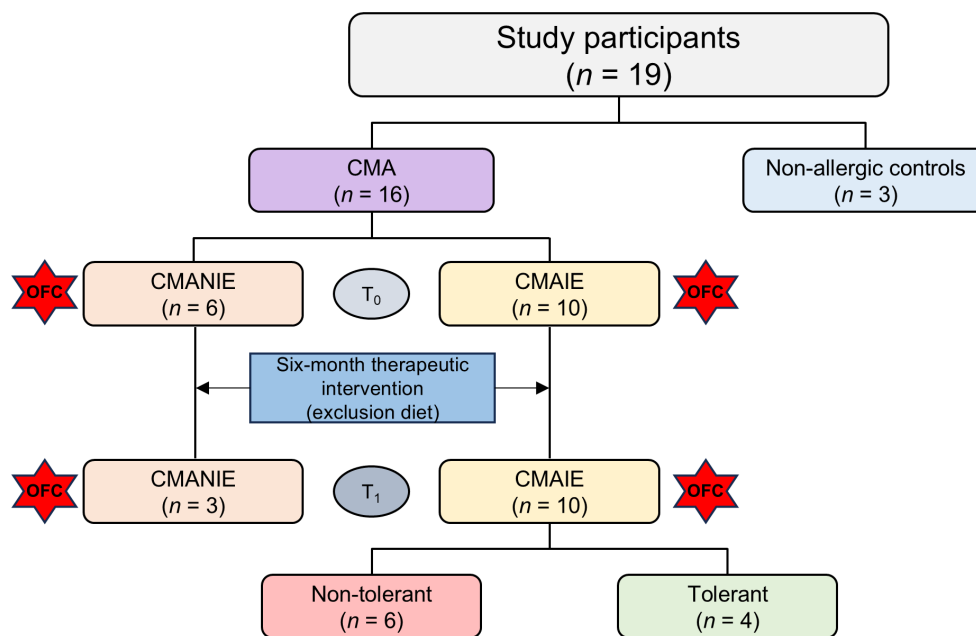 Study participants
(n = 19)
CMA
(n = 16)
Non-allergic controls
(n = 3)
OFC
CMANIE
(n = 6)
T₀
CMAIE
(n = 10)
OFC
Six-month therapeutic
intervention
(exclusion diet)
OFC
CMANIE
(n = 3)
T₁
CMAIE
(n = 10)
OFC
Non-tolerant
(n = 6)
Tolerant
(n = 4)